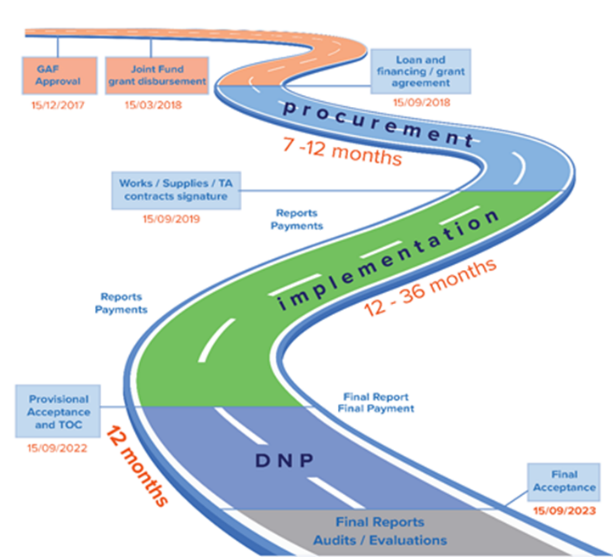 GAF
Approval
15/12/2017
Joint Fund
grant disbursement
15/03/2018
Loan and
financing / grant
agreement
15/09/2018
procurement
7 -12 months
Works / Supplies / TA
contracts signature
15/09/2019
Reports
Payments
implementation
12 - 36 months
Reports
Payments
Provisional
Acceptance
and TOC
15/09/2022
Final Report
Final Payment
12 months
DNP
Final
Acceptance
15/09/2023
Final Reports
Audits / Evaluations